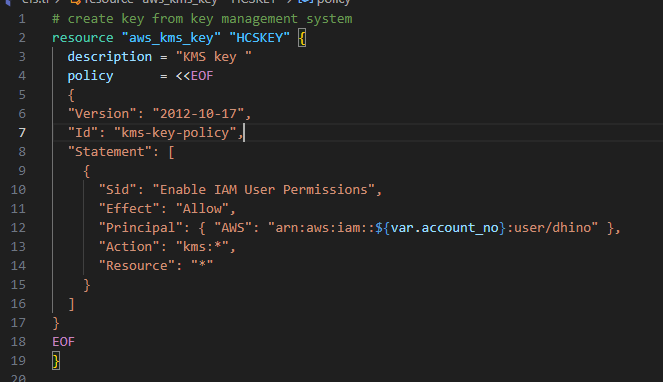 resource "aws_kms_key" "HCSKEY" > policy
1 # create key from key management system
2 resource "aws_kms_key" "HCSKEY" {
3 description = "KMS key "
4 policy = <<EOF
5 {
6 "Version": "2012-10-17",
7 "Id": "kms-key-policy",
8 "Statement": [
9 {
10 "Sid": "Enable IAM User Permissions",
11 "Effect": "Allow",
12 "Principal": { "AWS": "arn:aws:iam::${var.account_no}:user/dhino" },
13 "Action": "kms:*",
14 "Resource": "*"
15 }
16 ]
17 }
18 EOF
19 }
20